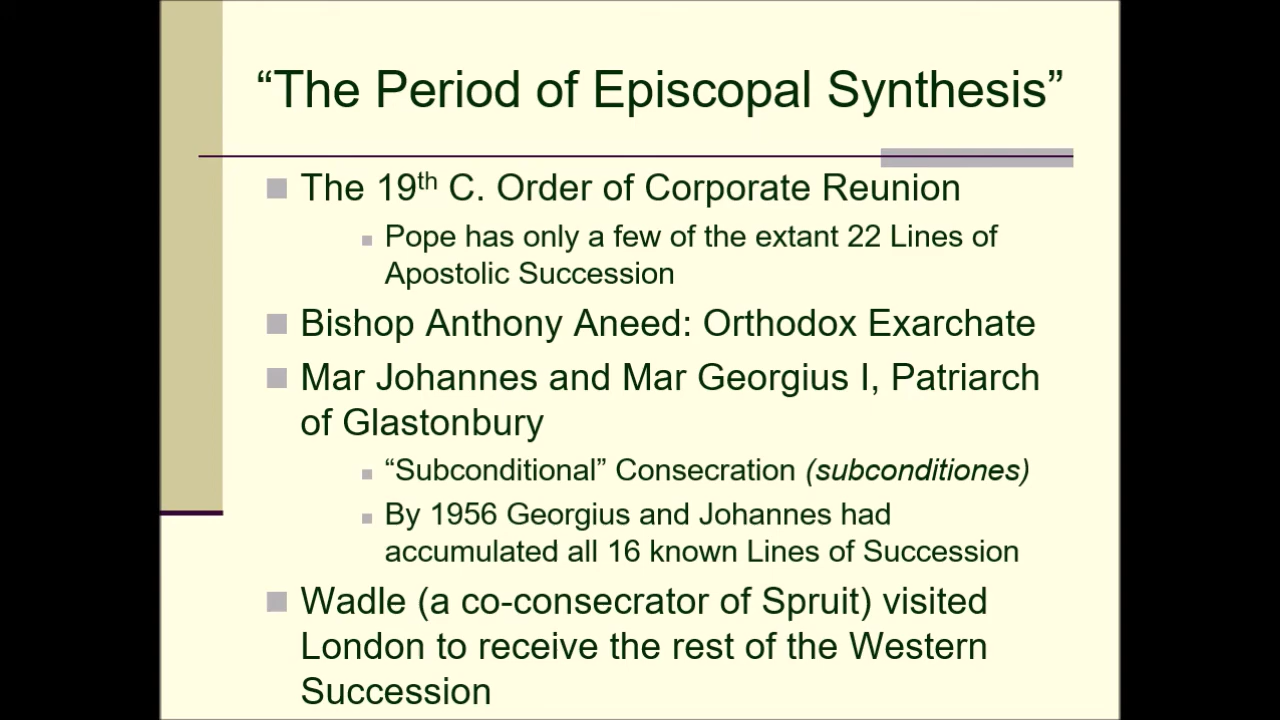 “The Period of Episcopal Synthesis”
The 19th C. Order of Corporate Reunion
Pope has only a few of the extant 22 Lines of
Apostolic Succession
Bishop Anthony Aneed: Orthodox Exarchate
Mar Johannes and Mar Georgius I, Patriarch
of Glastonbury
“Subconditional” Consecration (subconditiones)
By 1956 Georgius and Johannes had
accumulated all 16 known Lines of Succession
Wadle (a co-consecrator of Spruit) visited
London to receive the rest of the Western
Succession